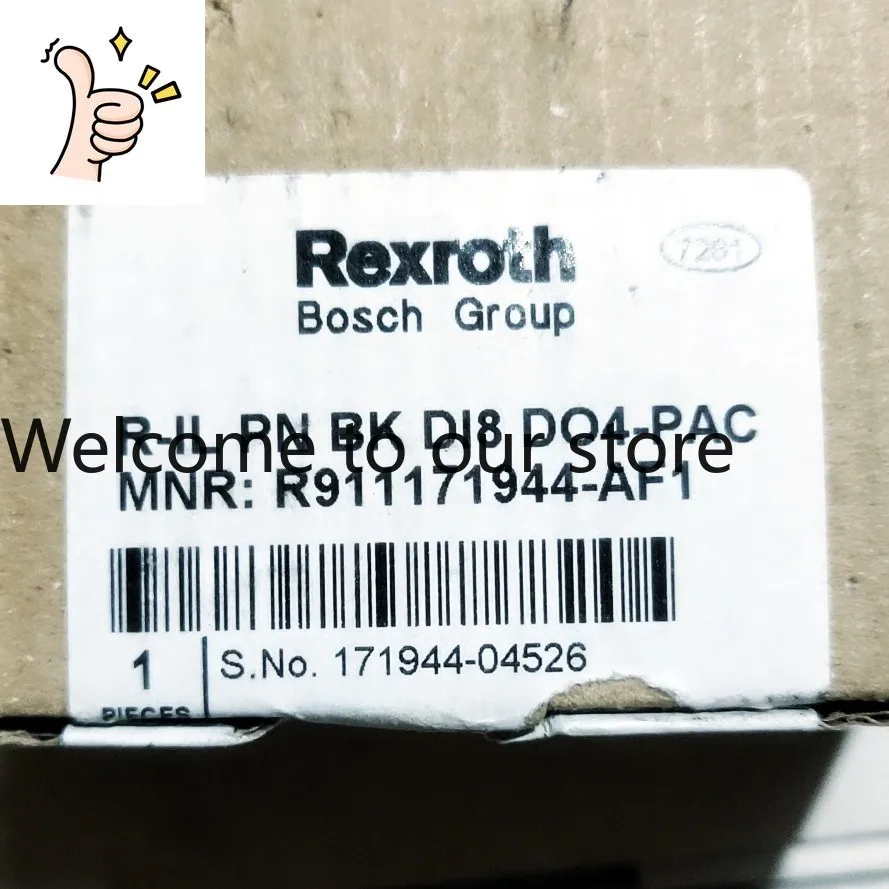 Rexroth
7261
Bosch Group
R-IL PN BK DI8 DO4-PAC
Welcome to our store
MNR: R911171944-AF1
1
S.No. 171944-04526
PIECES